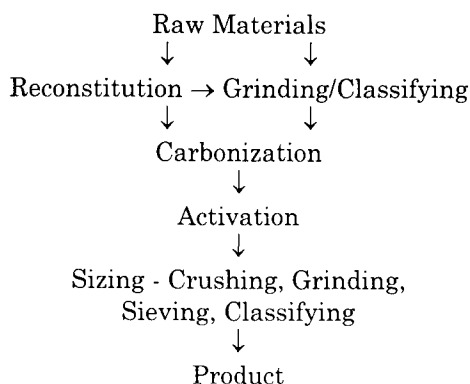 Raw Materials
↓ ↓
Reconstitution → Grinding/Classifying
↓ ↓
Carbonization
↓
Activation
↓
Sizing - Crushing, Grinding,
Sieving, Classifying
↓
Product